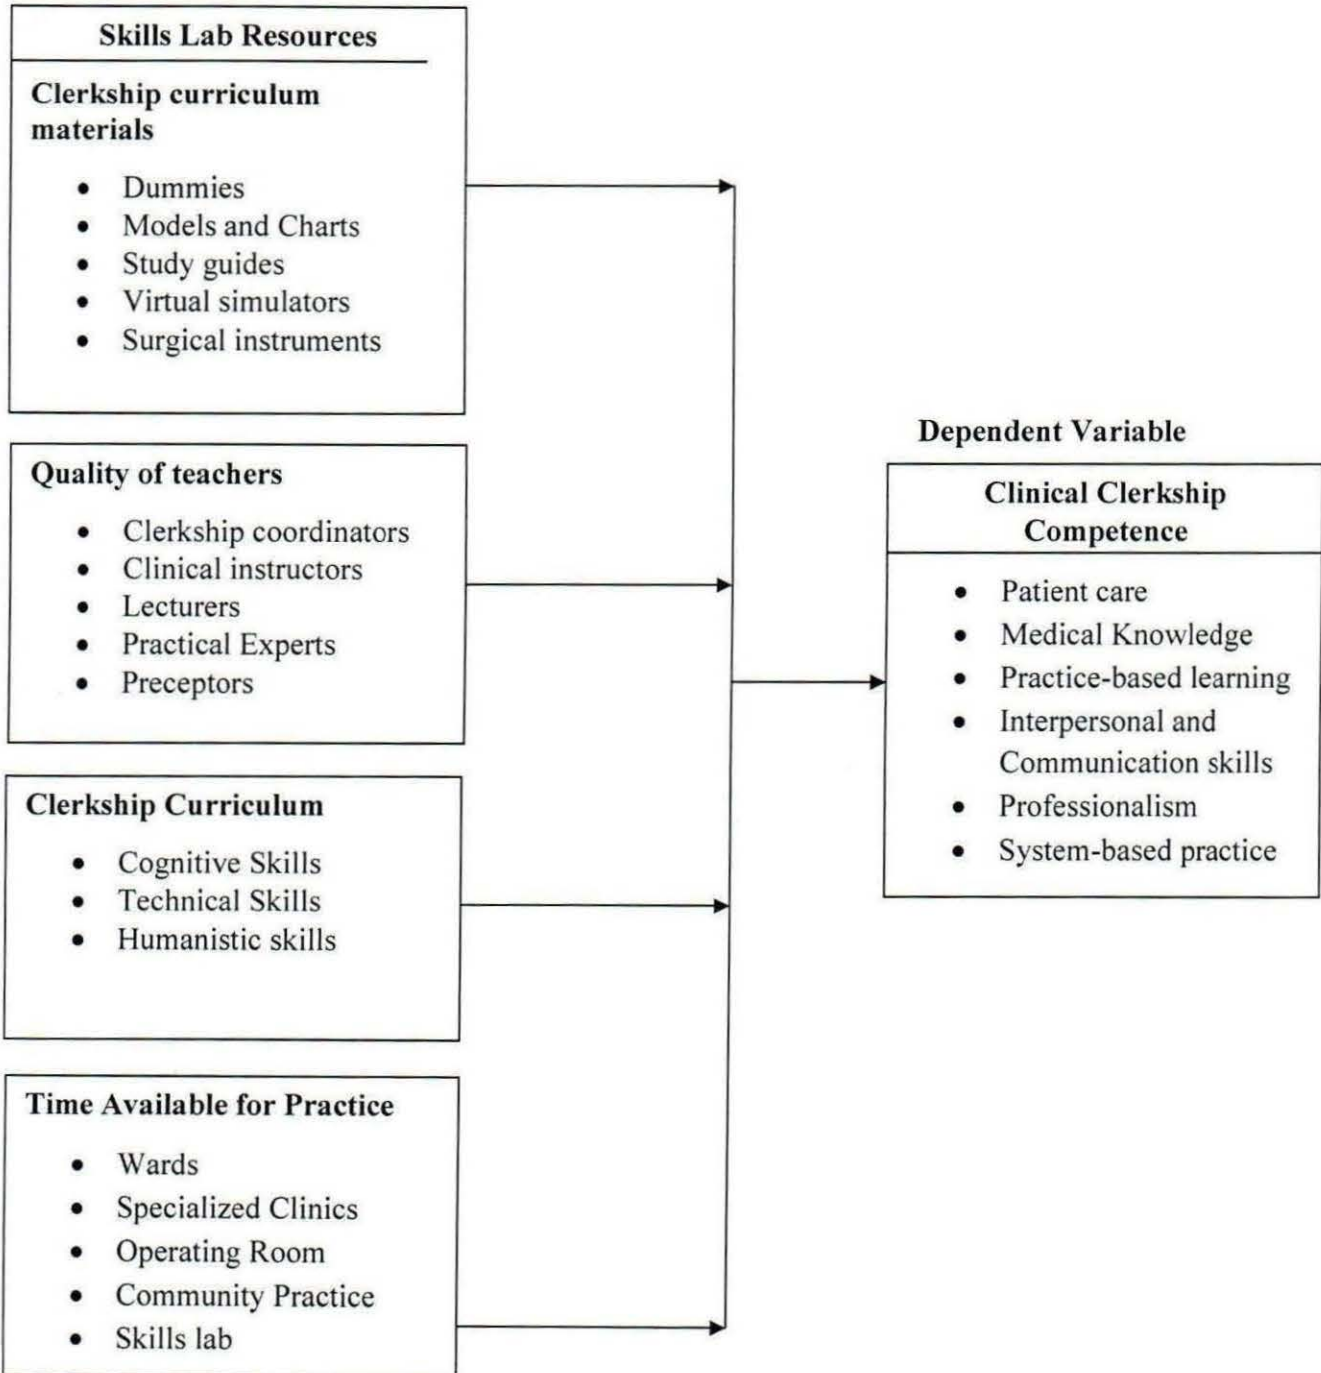 Skills Lab Resources
Clerkship curriculum
materials
• Dummies
• Models and Charts
• Study guides
• Virtual simulators
• Surgical instruments
Quality of teachers
• Clerkship coordinators
• Clinical instructors
• Lecturers
• Practical Experts
• Preceptors
Clerkship Curriculum
• Cognitive Skills
• Technical Skills
• Humanistic skills
Time Available for Practice
• Wards
• Specialized Clinics
• Operating Room
• Community Practice
• Skills lab
Dependent Variable
Clinical Clerkship
Competence
• Patient care
• Medical Knowledge
• Practice-based learning
• Interpersonal and
Communication skills
• Professionalism
• System-based practice